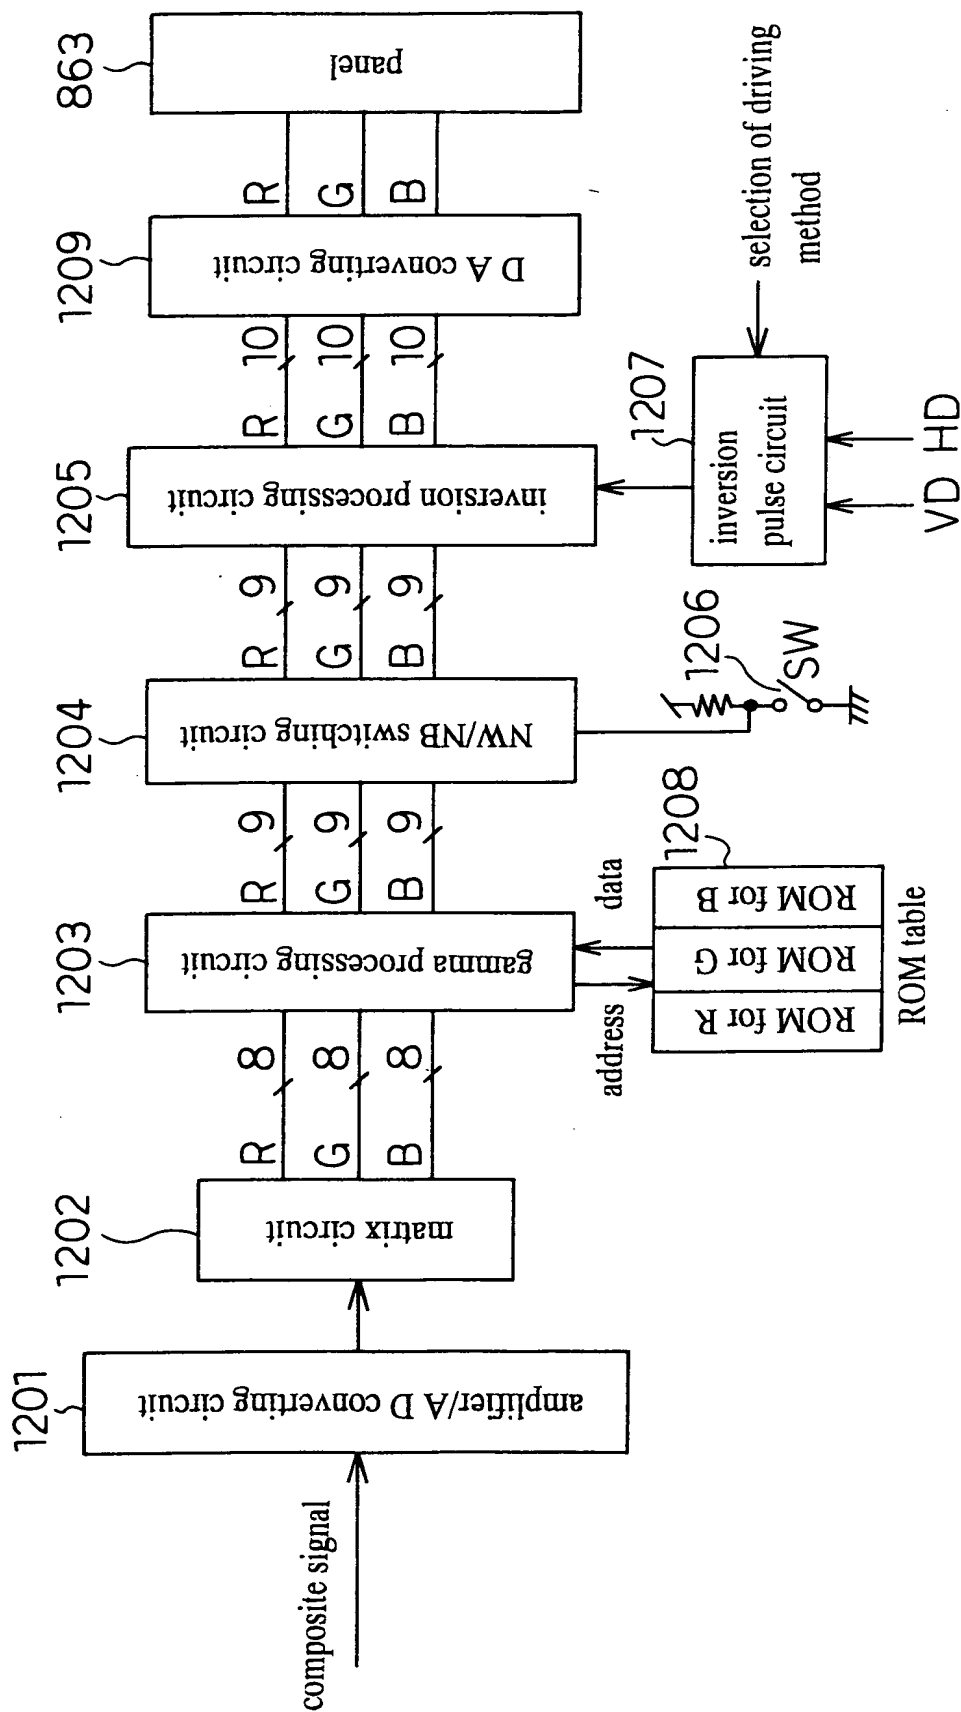 composite signal
1201
amplifier/A D converting circuit
1202
matrix circuit
R 8
G 8
B 8
1203
gamma processing circuit
address
data
1208
ROM for R
ROM for G
ROM for B
ROM table
R 9
G 9
B 9
1204
NW/NB switching circuit
1206
SW
R 9
G 9
B 9
1205
inversion processing circuit
1207
inversion
pulse circuit
VD HD
selection of driving
method
R 10
G 10
B 10
1209
D A converting circuit
R
G
B
863
panel